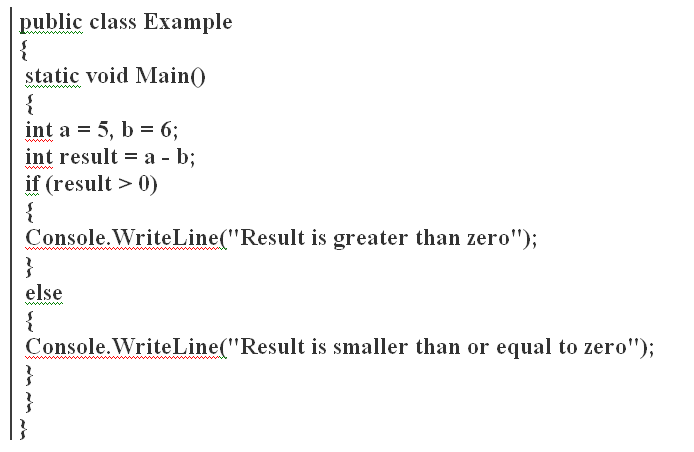 public class Example
{
static void Main()
{
int a = 5, b = 6;
int result = a - b;
if (result > 0)
{
Console.WriteLine("Result is greater than zero");
}
else
{
Console.WriteLine("Result is smaller than or equal to zero");
}
}
}